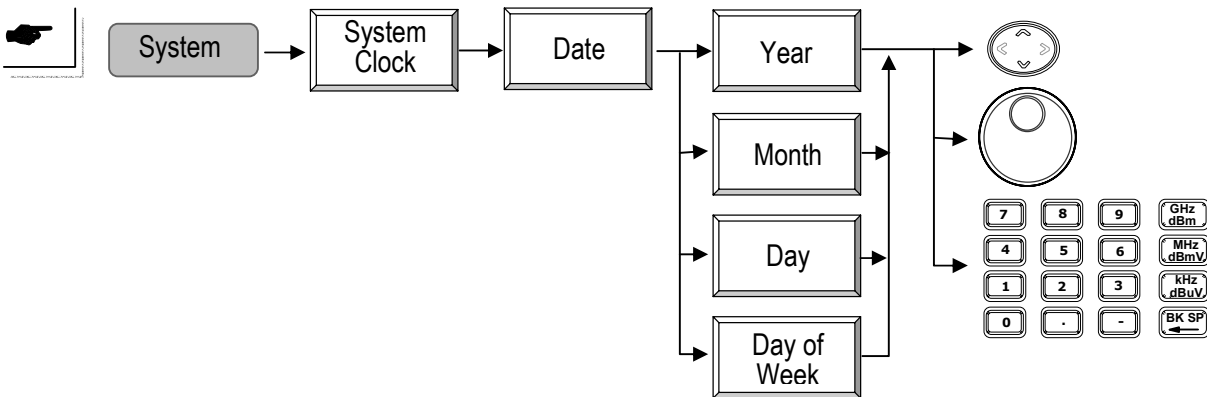 System
System
Clock
Date
Year
Month
Day
Day of
Week
7 8 9 GHz
dBm
4 5 6 MHz
dBmV
1 2 3 kHz
dBuV
0 . - BK SP